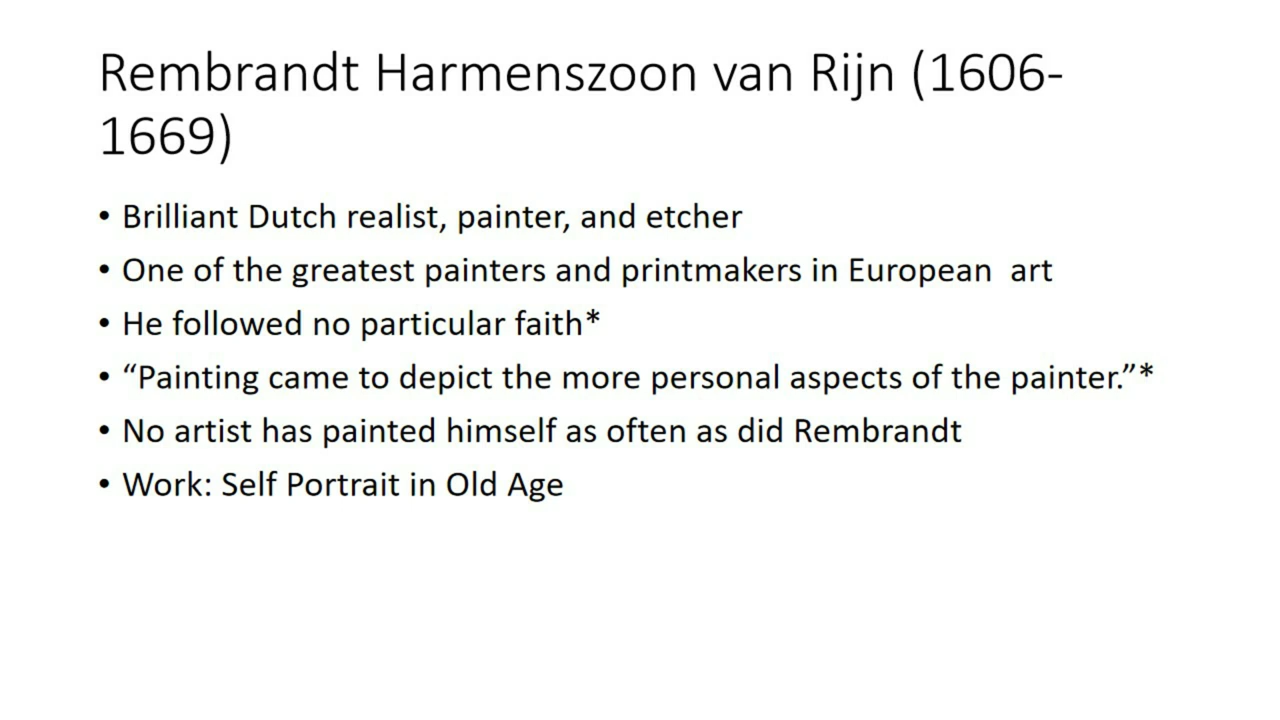 Rembrandt Harmenszoon van Rijn (1606-
1669)
• Brilliant Dutch realist, painter, and etcher
• One of the greatest painters and printmakers in European  art
• He followed no particular faith*
• “Painting came to depict the more personal aspects of the painter.”*
• No artist has painted himself as often as did Rembrandt
• Work: Self Portrait in Old Age